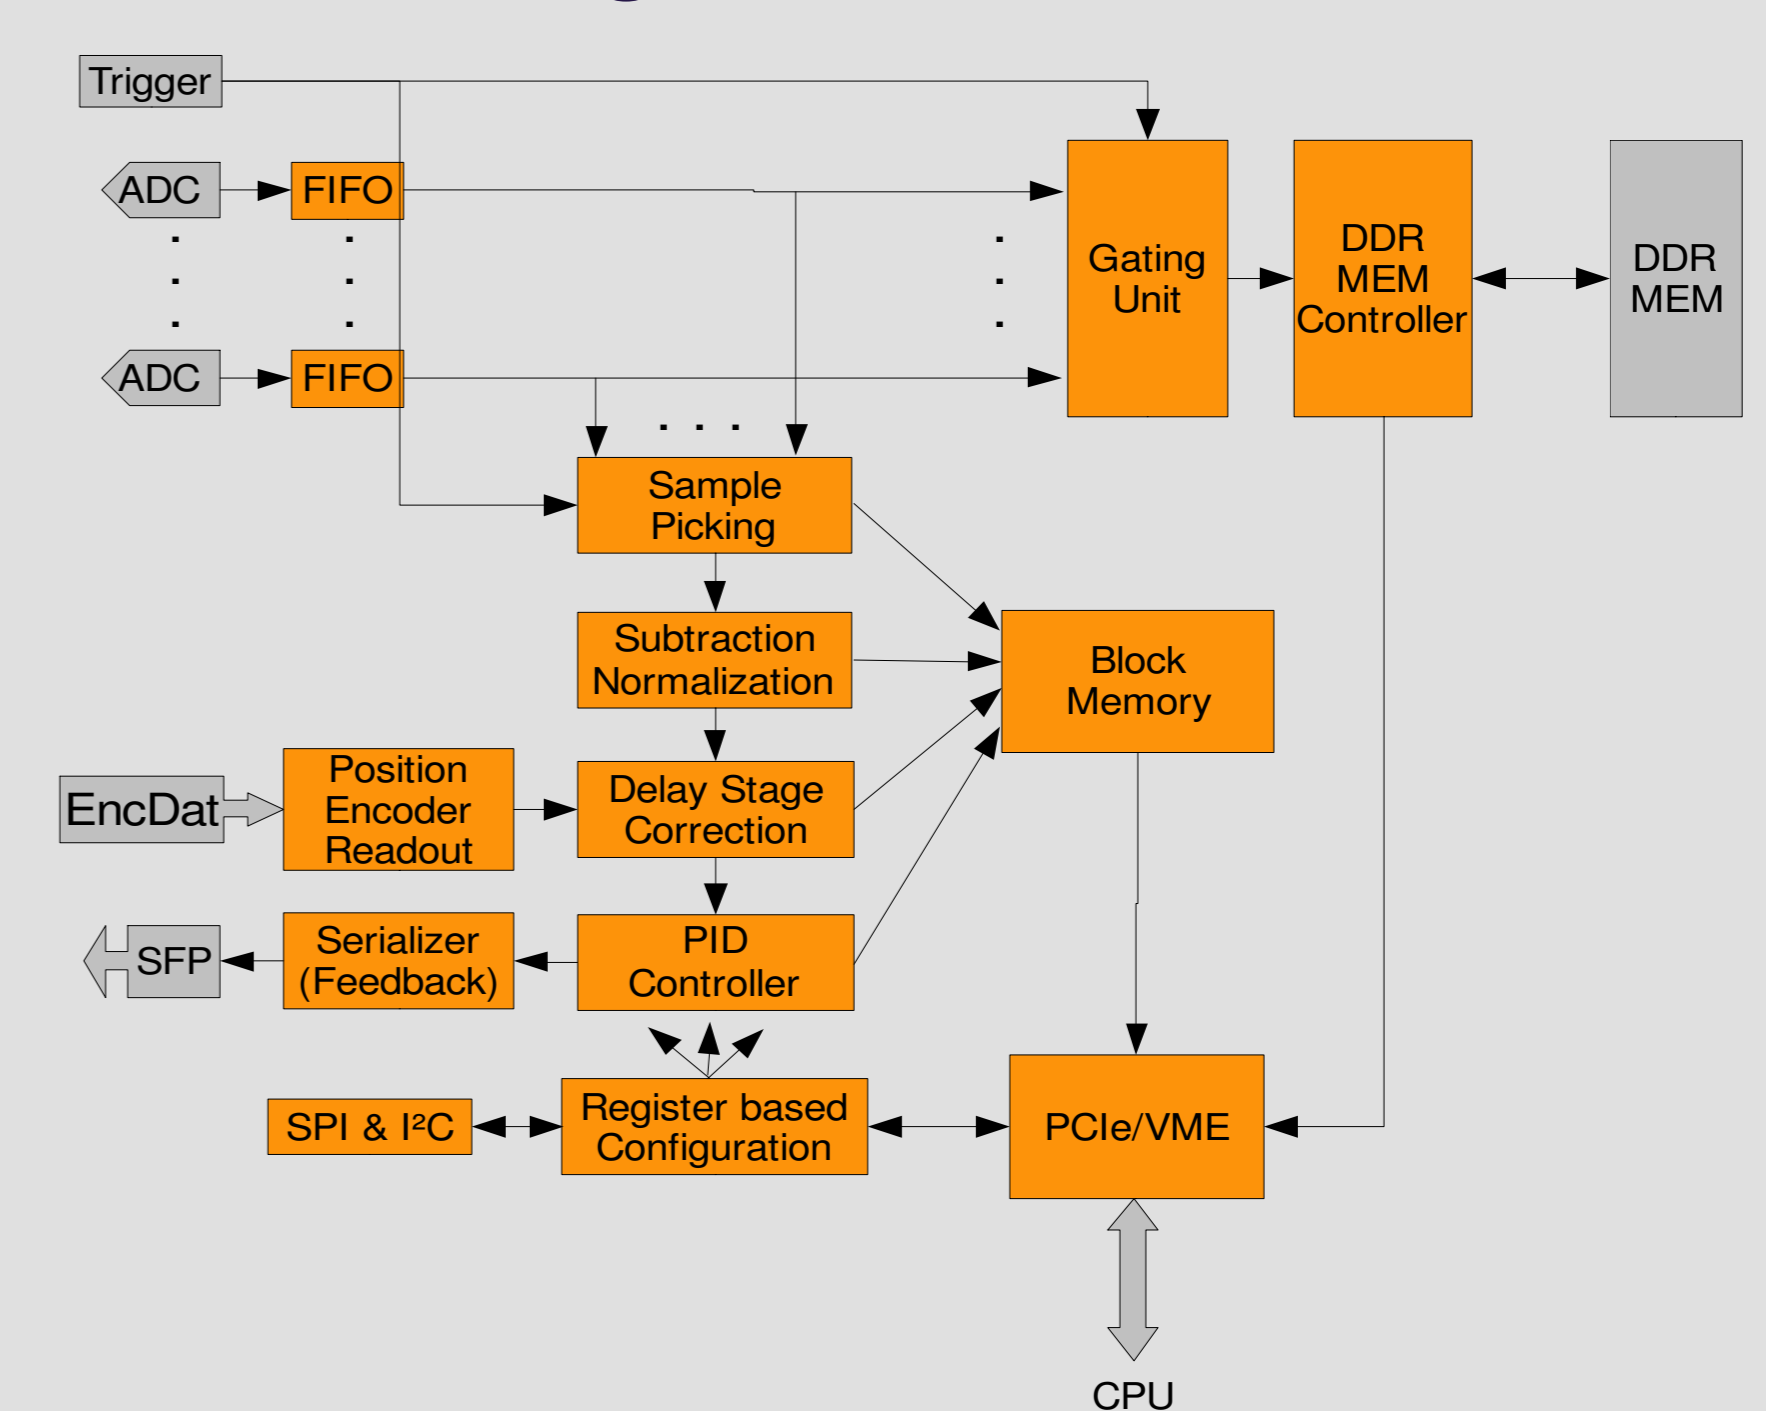 Trigger
ADC
FIFO
Gating
Unit
DDR
MEM
Controller
DDR
MEM
ADC
FIFO
Sample
Picking
Subtraction
Normalization
Block
Memory
Position
Encoder
Readout
EncDat
Delay Stage
Correction
SFP
Serializer
(Feedback)
PID
Controller
SPI & I²C
Register based
Configuration
PCIe/VME
CPU